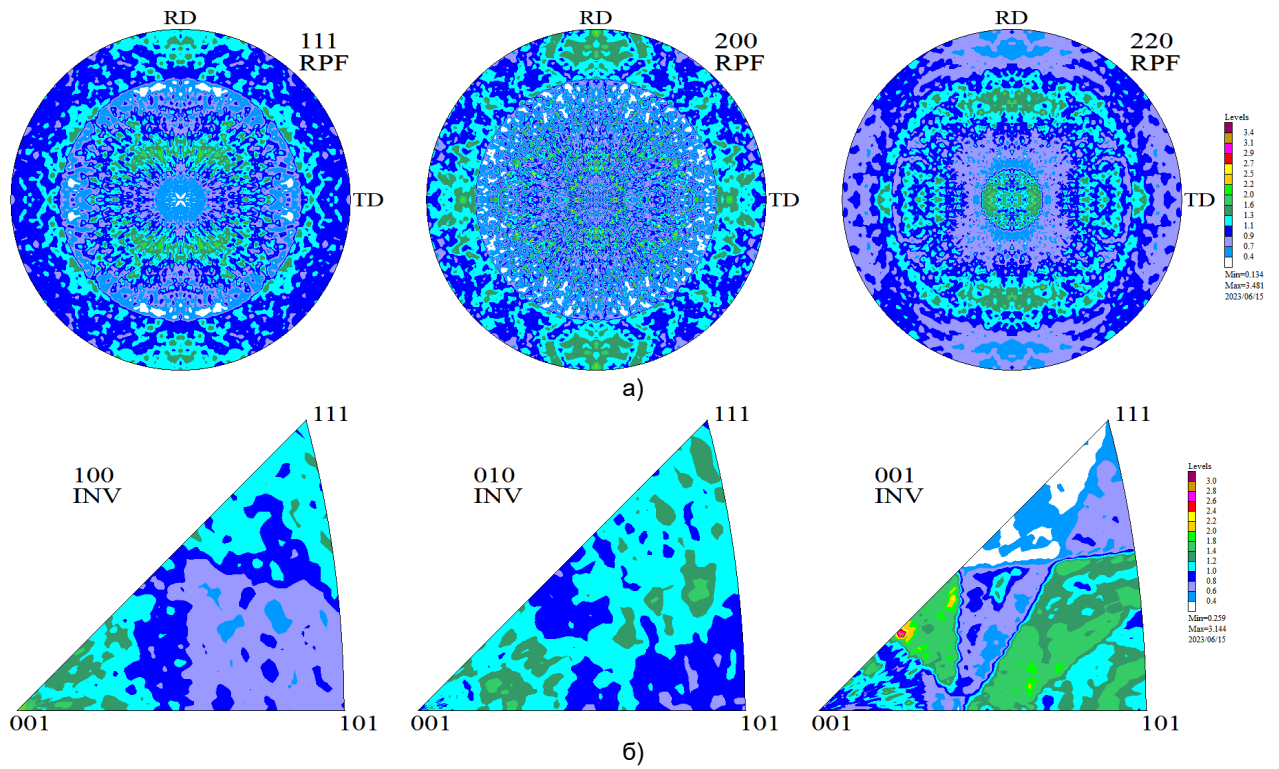 RD
111
RPF
TD
RD
200
RPF
TD
RD
220
RPF
TD
Levels
3.4
3.1
2.9
2.7
2.5
2.2
2.0
1.6
1.3
1.1
0.9
0.7
0.4
Min=0.134
Max=3.481
2023/06/15
а)
111
100
INV
001
101
111
010
INV
001
101
111
001
INV
001
101
Levels
3.0
2.8
2.6
2.4
2.2
2.0
1.8
1.4
1.2
1.0
0.8
0.6
0.4
Min=0.259
Max=3.144
2023/06/15
б)